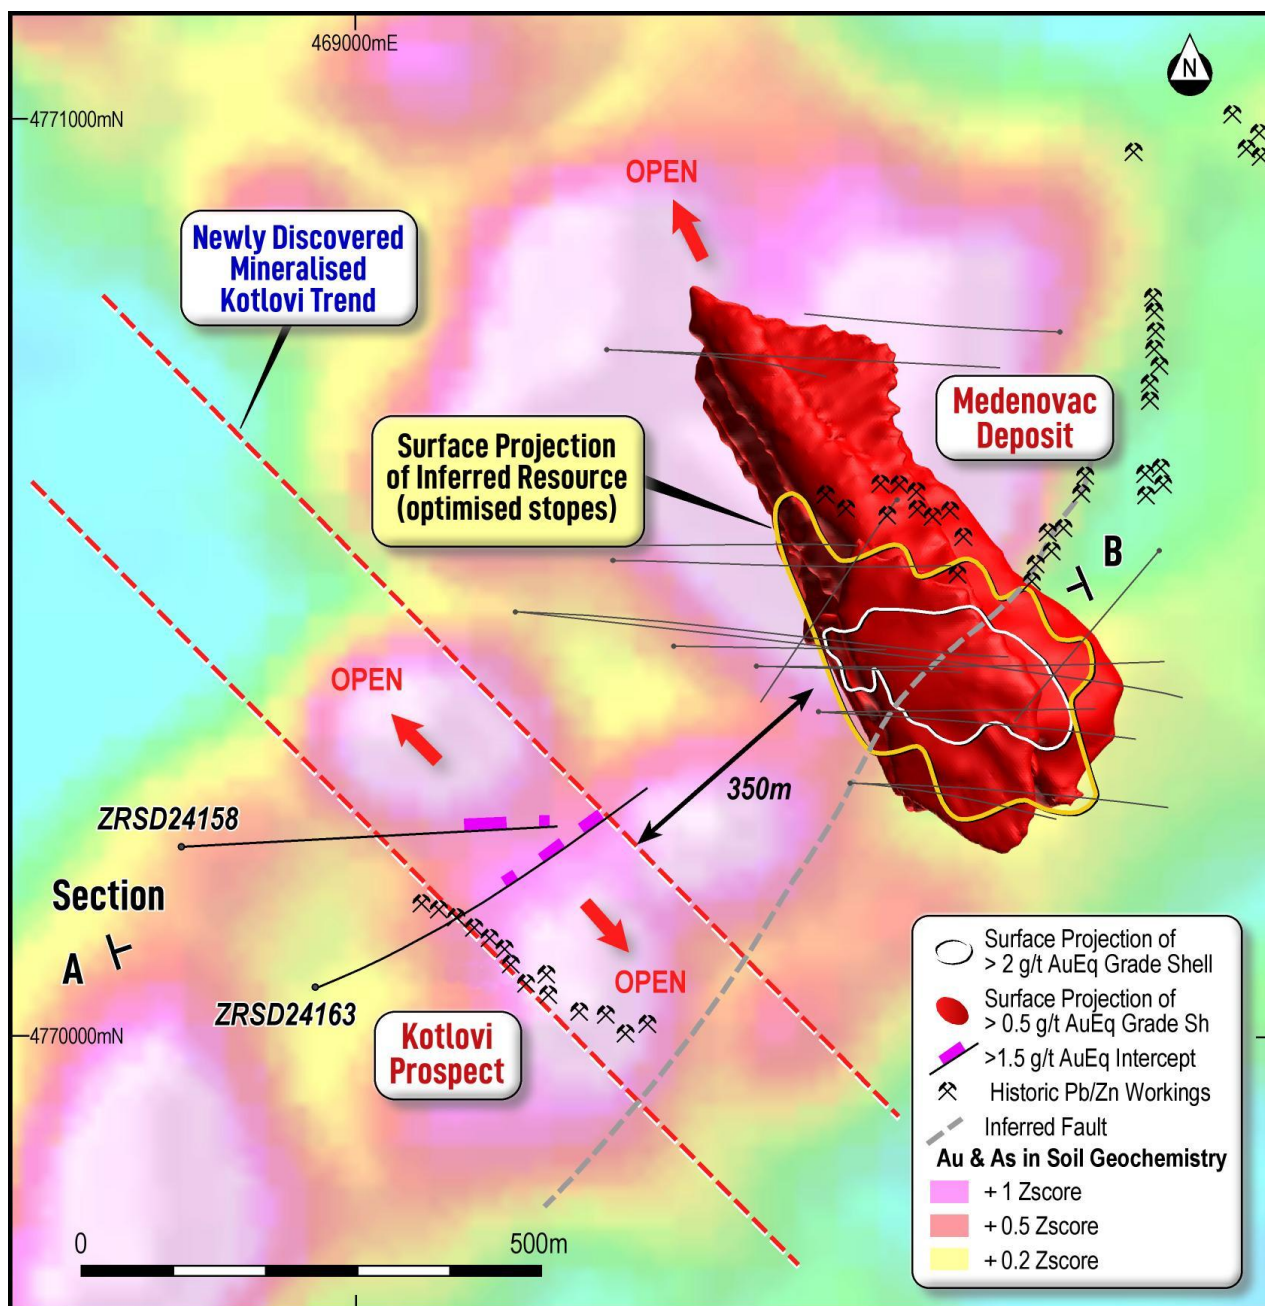 469000mE
N
4771000mN
OPEN
Newly Discovered
Mineralised
Kotlovi Trend
Medenovac
Deposit
Surface Projection
of Inferred Resource
(optimised stopes)
B
OPEN
350m
ZRSD24158
Section
A
OPEN
ZRSD24163
4770000mN
Kotlovi
Prospect
Surface Projection of
> 2 g/t AuEq Grade Shell
Surface Projection of
> 0.5 g/t AuEq Grade Sh
>1.5 g/t AuEq Intercept
Historic Pb/Zn Workings
Inferred Fault
Au & As in Soil Geochemistry
+ 1 Zscore
+ 0.5 Zscore
+ 0.2 Zscore
0 500m